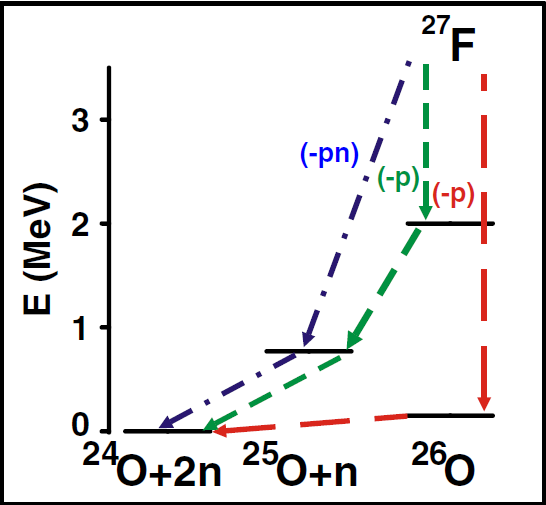 ²⁷F
3
(-pn)
(-p)
(-p)
2
E (MeV)
1
0
²⁴O+2n ²⁵O+n ²⁶O